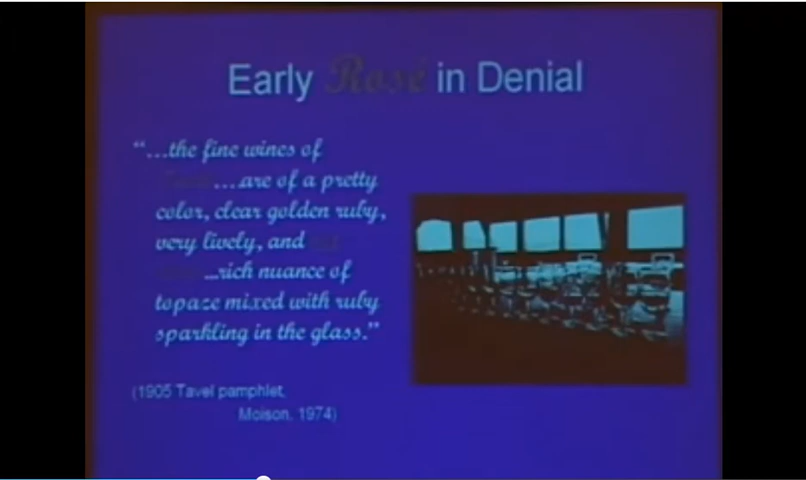 Early Rosé in Denial
“...the fine wines of
....are of a pretty
color, clear golden ruby,
very lively, and
...rich nuance of
topaze mixed with ruby
sparkling in the glass.”
(1905 Tavel pamphlet,
Moison, 1974)